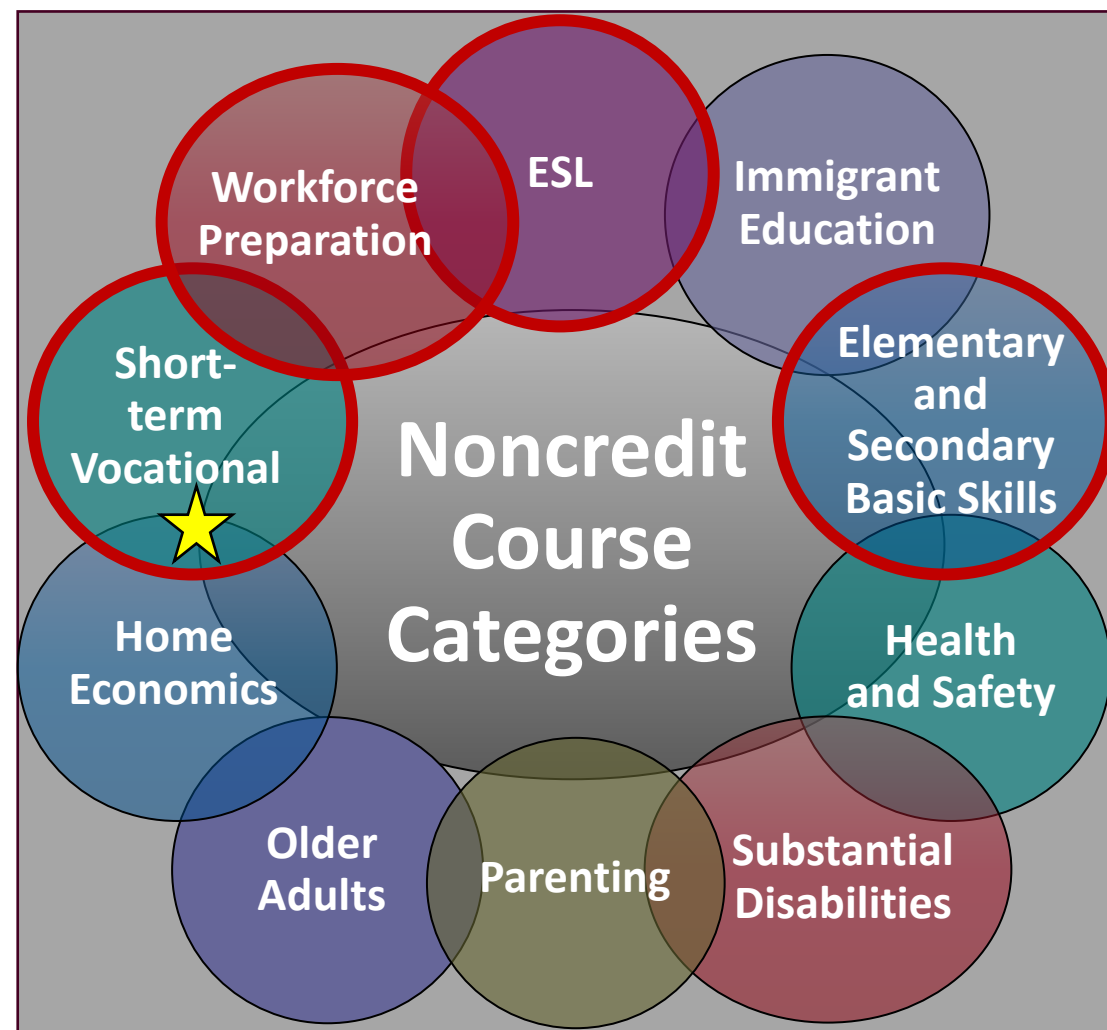 Noncredit
Course
Categories
ESL
Immigrant
Education
Elementary
and
Secondary
Basic Skills
Health
and Safety
Substantial
Disabilities
Parenting
Older
Adults
Home
Economics
Short-
term
Vocational
Workforce
Preparation